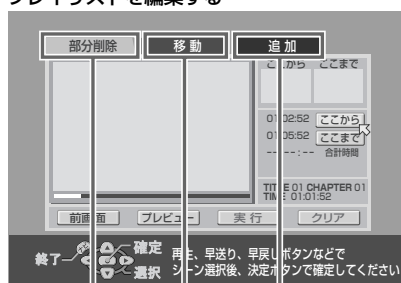 プレイリストを編集する
部分削除 移動 追加
ここから ここまで
01:02:52 ここから
01:05:52 ここまで
--:--:-- 合計時間
TITLE 01 CHAPTER 01
TIME 01:01:52
前画面 プレビュー 実行 クリア
終了 確定 選択
再生、早送り、早戻しボタンなどで
シーン選択後、決定ボタンで確定してください